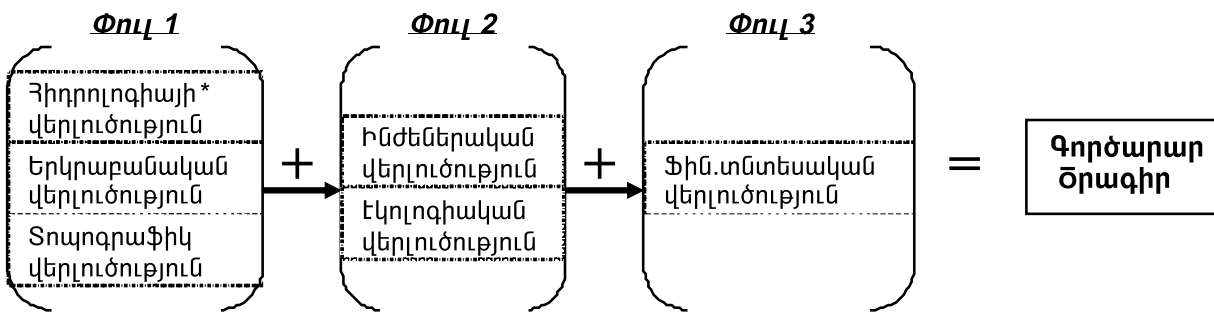 Փուլ 1
Փուլ 2
Փուլ 3
Հիդրոլոգիայի*
վերլուծություն
Երկրաբանական
վերլուծություն
Տոպոգրաֆիկ
վերլուծություն
+
Ինժեներական
վերլուծություն
Էկոլոգիական
վերլուծություն
+
Ֆին.տնտեսական
վերլուծություն
=
Գործարար
Ծրագիր